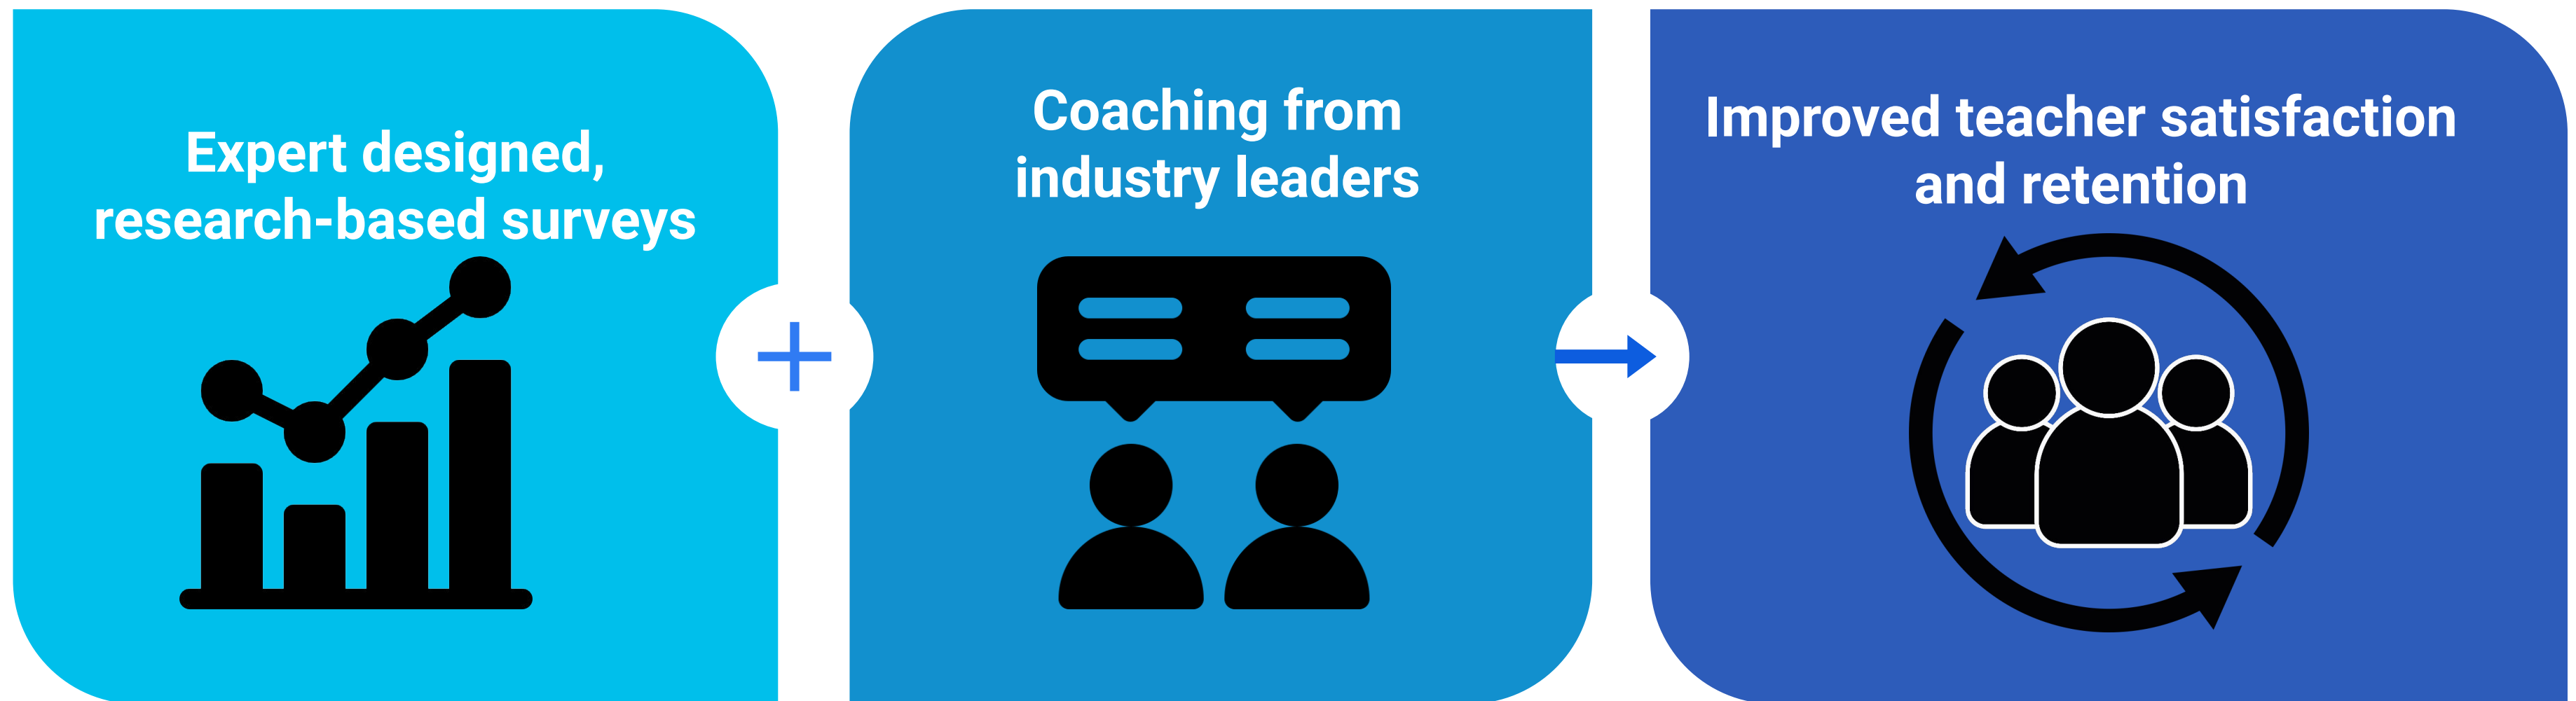 Expert designed,
research-based surveys
Coaching from
industry leaders
Improved teacher satisfaction
and retention